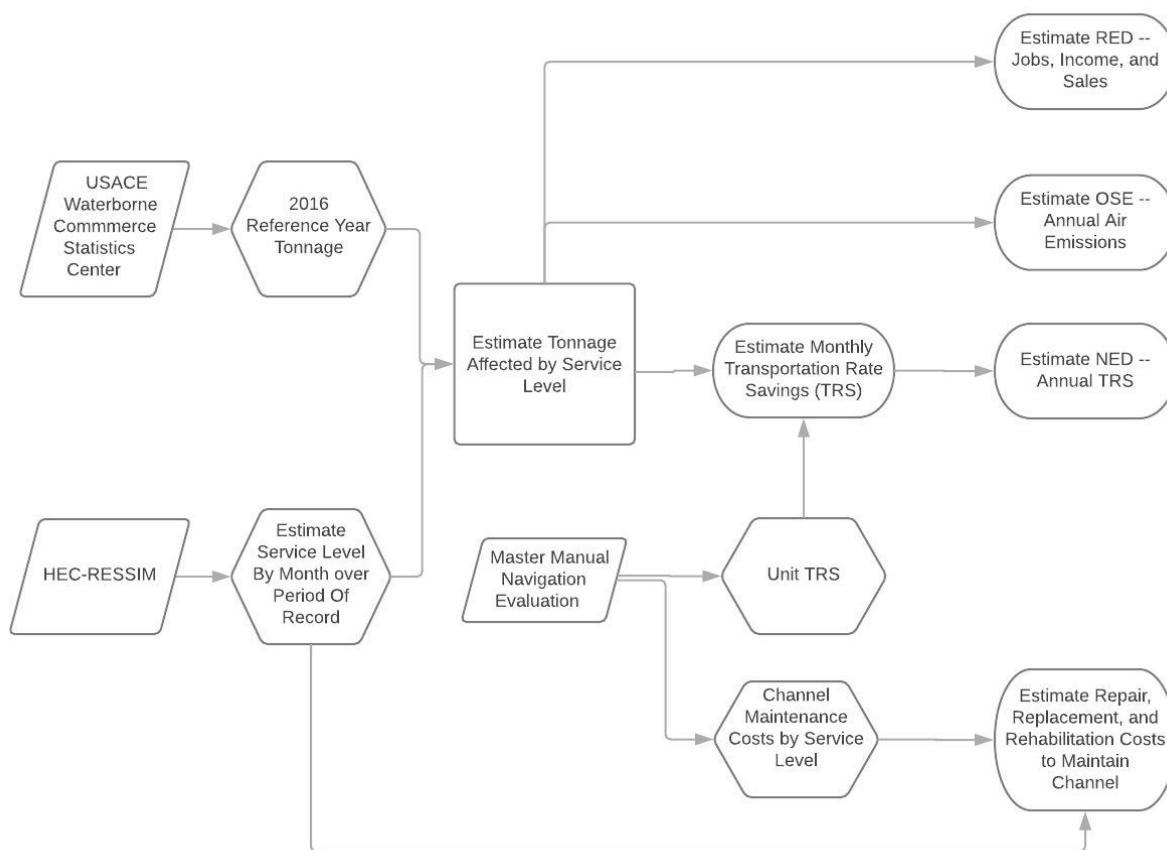 Estimate RED --
Jobs, Income, and
Sales
USACE
Waterborne
Commmerce
Statistics
Center
2016
Reference Year
Tonnage
Estimate OSE --
Annual Air
Emissions
Estimate Tonnage
Affected by Service
Level
Estimate Monthly
Transportation Rate
Savings (TRS)
Estimate NED --
Annual TRS
HEC-RESSIM
Estimate
Service Level
By Month over
Period Of
Record
Master Manual
Navigation
Evaluation
Unit TRS
Channel
Maintenance
Costs by Service
Level
Estimate Repair,
Replacement, and
Rehabilitation Costs
to Maintain
Channel